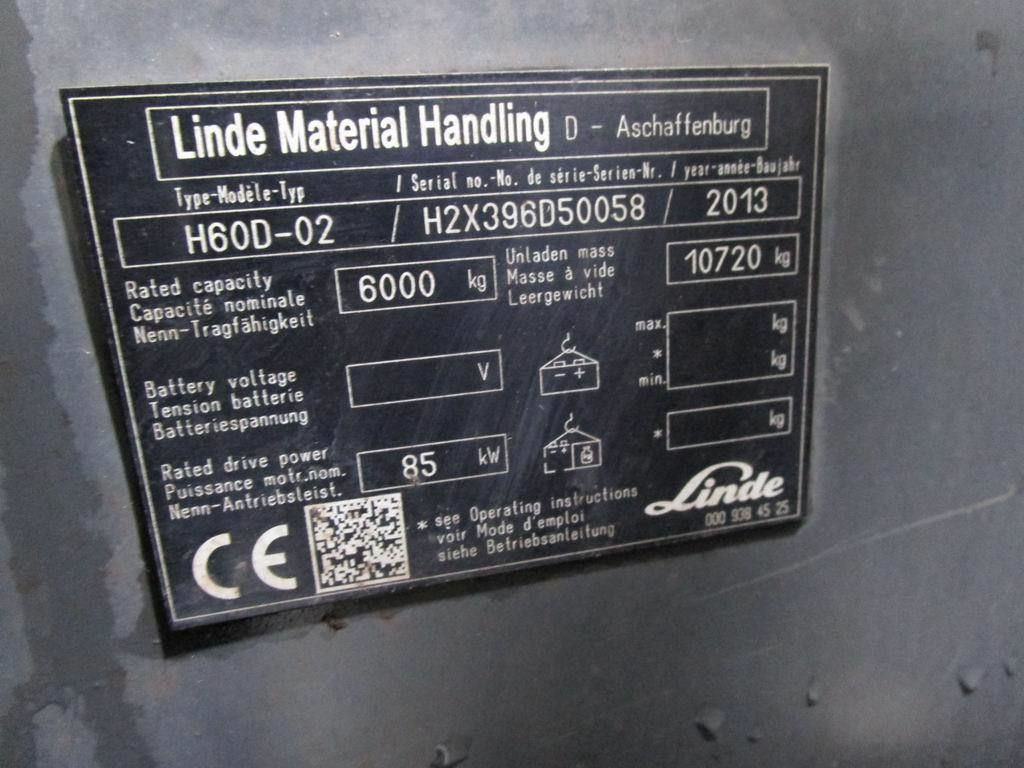 Linde Material Handling D - Aschaffenburg
Type-Modèle-Typ / Serial no.-No. de série-Serien-Nr. / year-année-Baujahr
H60D-02 / H2X396D50058 / 2013
Rated capacity
Capacité nominale
Nenn-Tragfähigkeit
6000 kg
Unladen mass
Masse à vide
Leergewicht
10720 kg
Battery voltage
Tension batterie
Batteriespannung
V
- +
max. kg
* kg
min.
Rated drive power
Puissance motr.nom.
Nenn-Antriebsleist.
85 kW
- +
kg
* kg
CE
* see Operating instructions
voir Mode d'emploi
siehe Betriebsanleitung
Linde
000 938 45 25